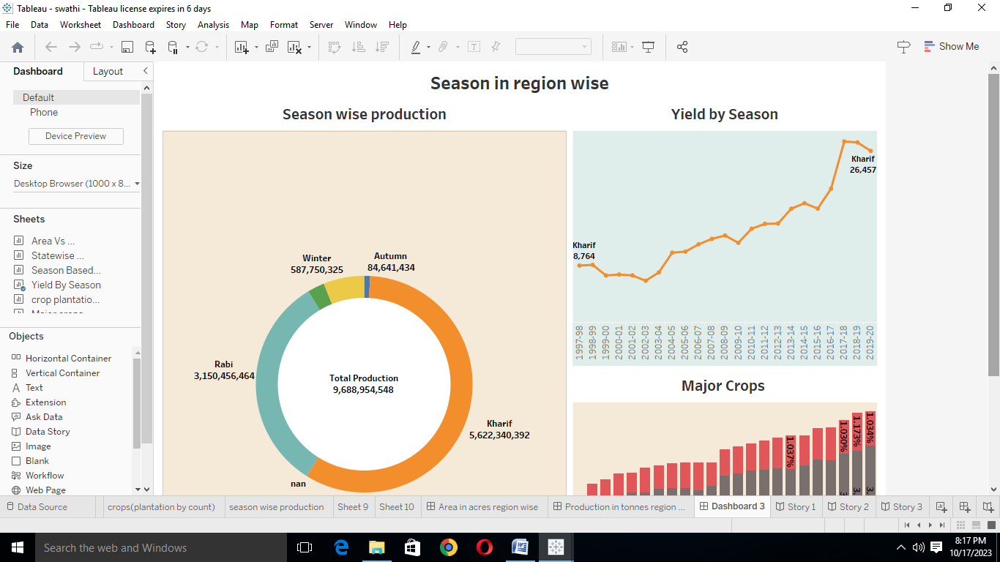 Tableau - swathi - Tableau license expires in 6 days
File Data Worksheet Dashboard Story Analysis Map Format Server Window Help
Show Me
Dashboard Layout
Default
Phone
Device Preview
Size
Desktop Browser (1000 x 8...
Sheets
Area Vs ...
Statewise ...
Season Based...
Yield By Season
crop plantatio...
Major crops
Objects
Horizontal Container
Vertical Container
Text
Extension
Ask Data
Data Story
Image
Blank
Workflow
Web Page
Season in region wise
Season wise production
Winter
587,750,325
Autumn
84,641,434
Rabi
3,150,456,464
Total Production
9,688,954,548
Kharif
5,622,340,392
nan
Yield by Season
Kharif
26,457
Kharif
8,764
1997-98
1998-99
1999-00
2000-01
2001-02
2002-03
2003-04
2004-05
2005-06
2006-07
2007-08
2008-09
2009-10
2010-11
2011-12
2012-13
2013-14
2014-15
2015-16
2016-17
2017-18
2018-19
2019-20
Major Crops
1.037%
1.030%
1.173%
1.034%
3.
3.
Data Source
crops(plantation by count)
season wise production
Sheet 9
Sheet 10
Area in acres region wise
Production in tonnes region ...
Dashboard 3
Story 1
Story 2
Story 3
Search the web and Windows
8:17 PM
10/17/2023